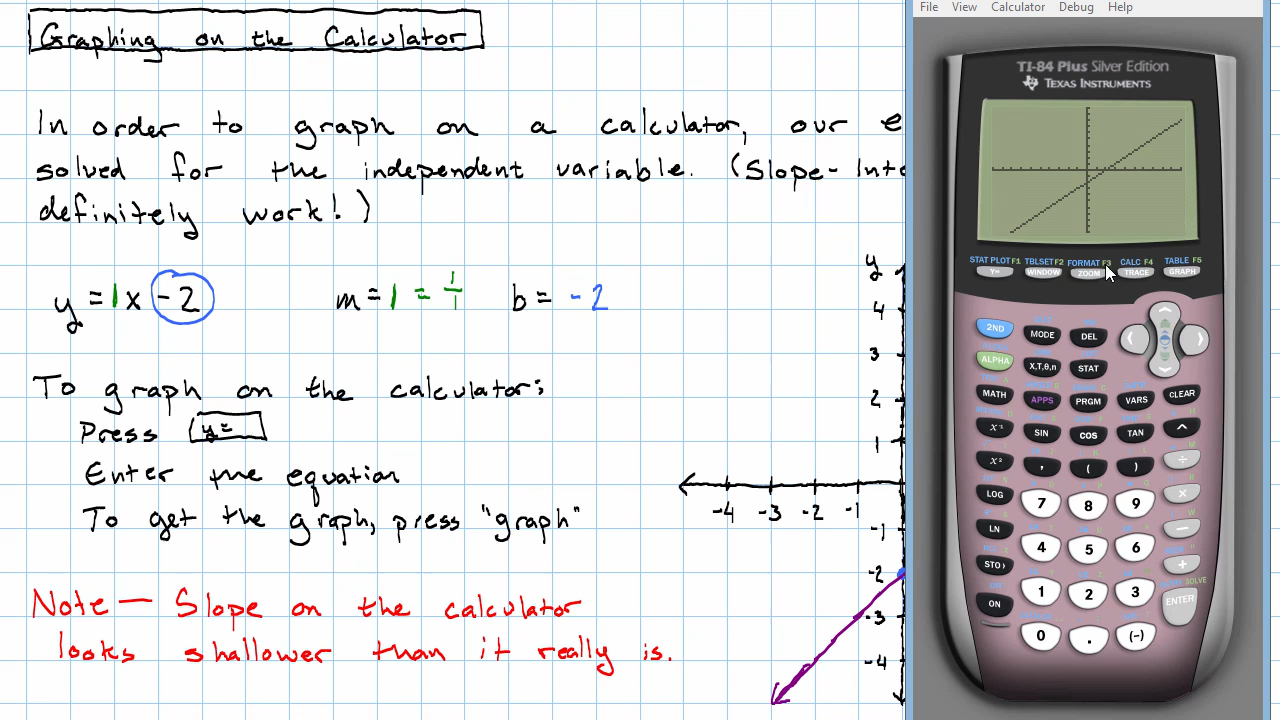 File View Calculator Debug Help
Graphing on the Calculator
TI-84 Plus Silver Edition
TEXAS INSTRUMENTS
In order to graph on a calculator, our e
solved for the independent variable. (Slope-Inte
definitely work!)
y = 1x -2 m = 1 = 1/1 b = -2
To graph on the calculator:
Press y=
Enter the equation
To get the graph, press "graph"
Note — Slope on the calculator
looks shallower than it really is.
y
4
3
2
1
-4 -3 -2 -1
-1
-2
-3
-4
STAT PLOT F1 TBLSET F2 FORMAT F3 CALC F4 TABLE F5
Y= WINDOW ZOOM TRACE GRAPH
2ND MODE DEL
ALPHA X,T,θ,n STAT
MATH APPS PRGM VARS CLEAR
x⁻¹ SIN COS TAN ^
x² , ( ) ÷
LOG 7 8 9 ×
LN 4 5 6 −
STO› 1 2 3 +
ON 0 . (-) ENTER
SOLVE